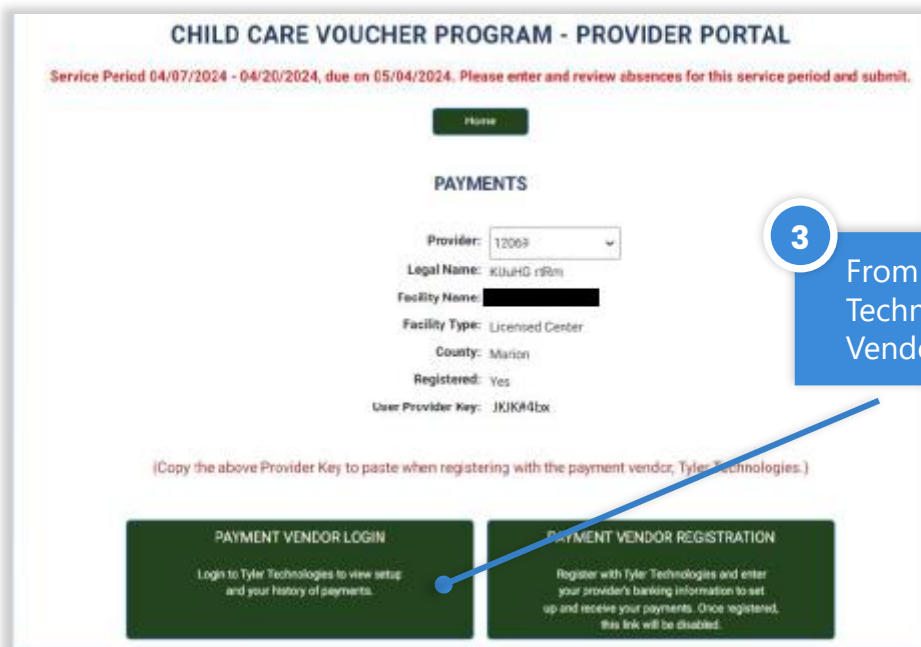 CHILD CARE VOUCHER PROGRAM - PROVIDER PORTAL
Service Period 04/07/2024 - 04/20/2024, due on 05/04/2024. Please enter and review absences for this service period and submit.
Home
PAYMENTS
Provider: 12069
Legal Name:
Facility Name:
Facility Type: Licensed Center
County: Marion
Registered: Yes
User Provider Key: JKJK#4bx
(Copy the above Provider Key to paste when registering with the payment vendor, Tyler Technologies.)
PAYMENT VENDOR LOGIN
Login to Tyler Technologies to view setup
and your history of payments.
PAYMENT VENDOR REGISTRATION
Register with Tyler Technologies and enter
your provider's banking information to set
up and receive your payments. Once registered,
this link will be disabled.
3
From
Techn
Vendo